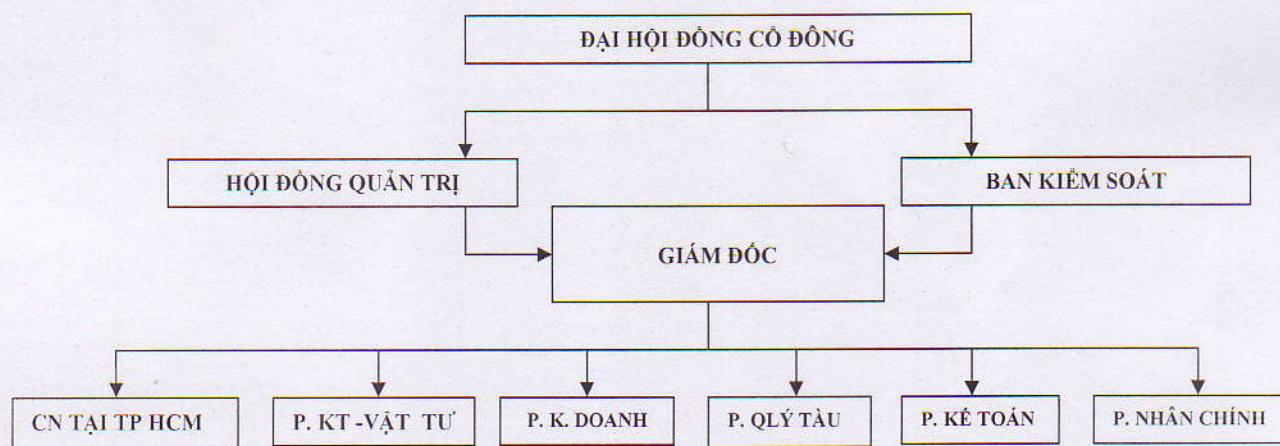 ĐẠI HỘI ĐỒNG CỔ ĐÔNG
HỘI ĐỒNG QUẢN TRỊ
BAN KIỂM SOÁT
GIÁM ĐỐC
CN TẠI TP HCM
P. KT -VẬT TƯ
P. K. DOANH
P. QLÝ TÀU
P. KẾ TOÁN
P. NHÂN CHÍNH